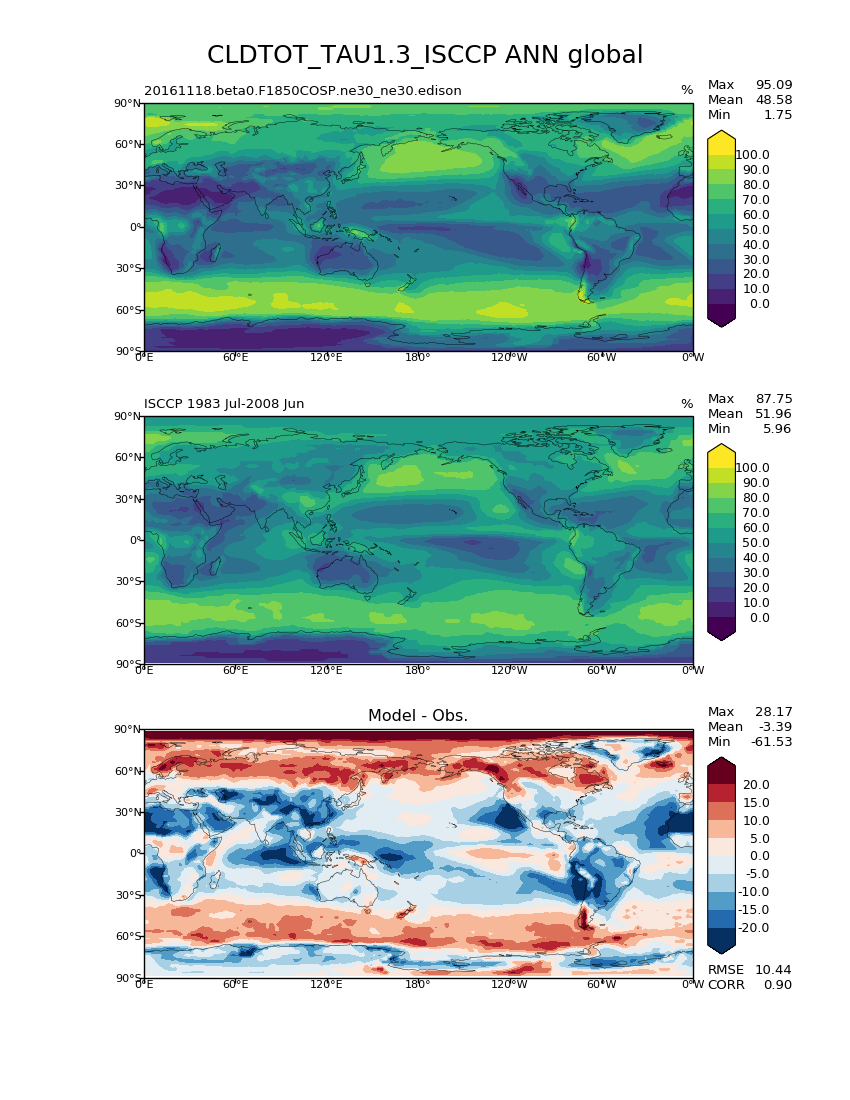 CLDTOT_TAU1.3_ISCCP ANN global
20161118.beta0.F1850COSP.ne30_ne30.edison %
Max 95.09
Mean 48.58
Min 1.75
90°N
60°N
30°N
0°
30°S
60°S
90°S
0°E 60°E 120°E 180° 120°W 60°W 0°W
100.0
90.0
80.0
70.0
60.0
50.0
40.0
30.0
20.0
10.0
0.0
ISCCP 1983 Jul-2008 Jun %
Max 87.75
Mean 51.96
Min 5.96
90°N
60°N
30°N
0°
30°S
60°S
90°S
0°E 60°E 120°E 180° 120°W 60°W 0°W
100.0
90.0
80.0
70.0
60.0
50.0
40.0
30.0
20.0
10.0
0.0
Model - Obs.
Max 28.17
Mean -3.39
Min -61.53
90°N
60°N
30°N
0°
30°S
60°S
90°S
0°E 60°E 120°E 180° 120°W 60°W 0°W
20.0
15.0
10.0
5.0
0.0
-5.0
-10.0
-15.0
-20.0
RMSE 10.44
CORR 0.90